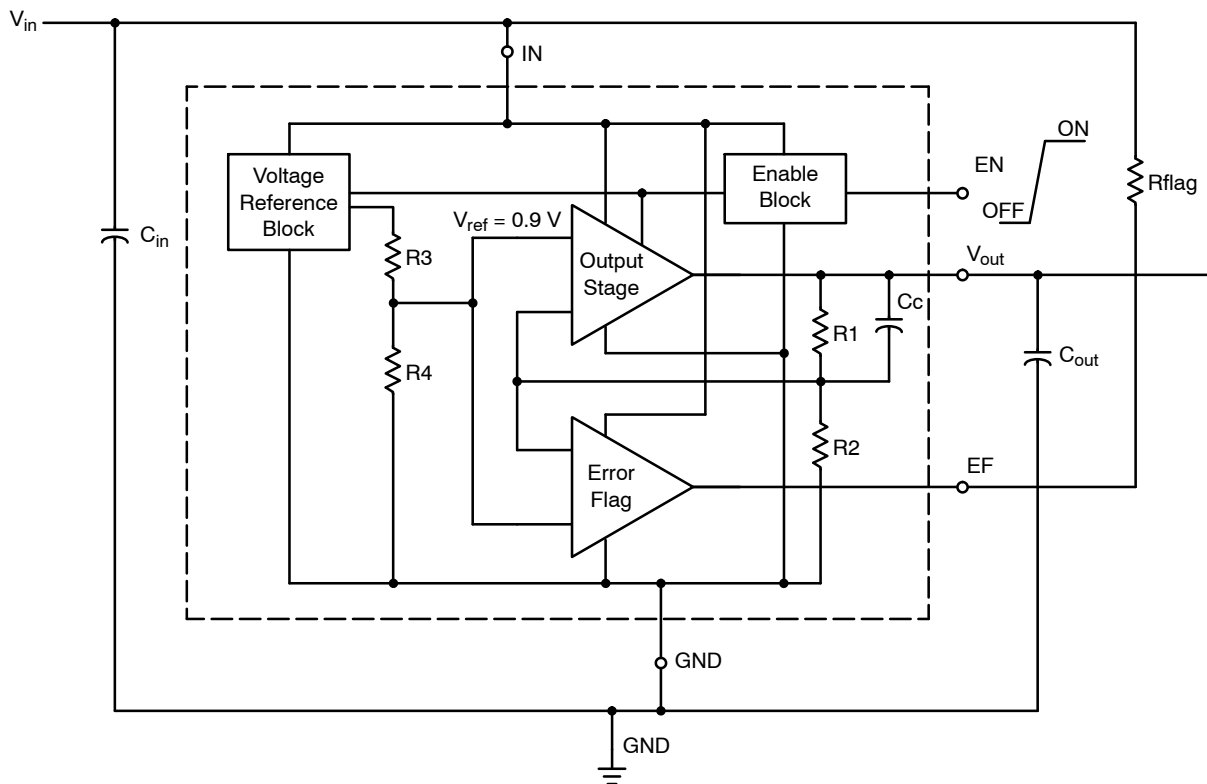 Vin
IN
ON
EN
OFF
Rflag
Voltage
Reference
Block
Enable
Block
Vref = 0.9 V
Cin
R3
Output
Stage
Vout
Cc
R1
R4
Cout
R2
Error
Flag
EF
GND
GND